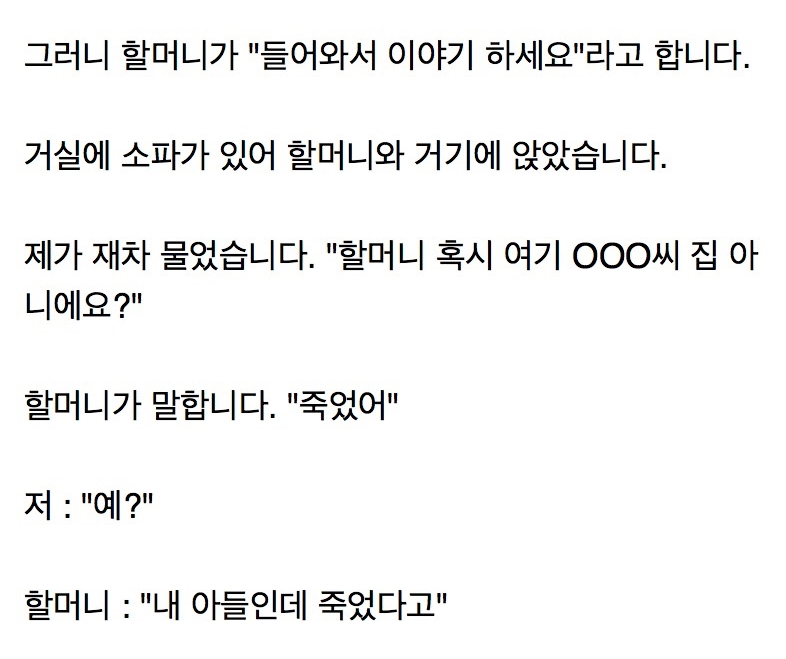 그러니 할머니가 "들어와서 이야기 하세요"라고 합니다.
거실에 소파가 있어 할머니와 거기에 앉았습니다.
제가 재차 물었습니다. "할머니 혹시 여기 OOO씨 집 아
니에요?"
할머니가 말합니다. "죽었어"
저 : "예?"
할머니 : "내 아들인데 죽었다고"